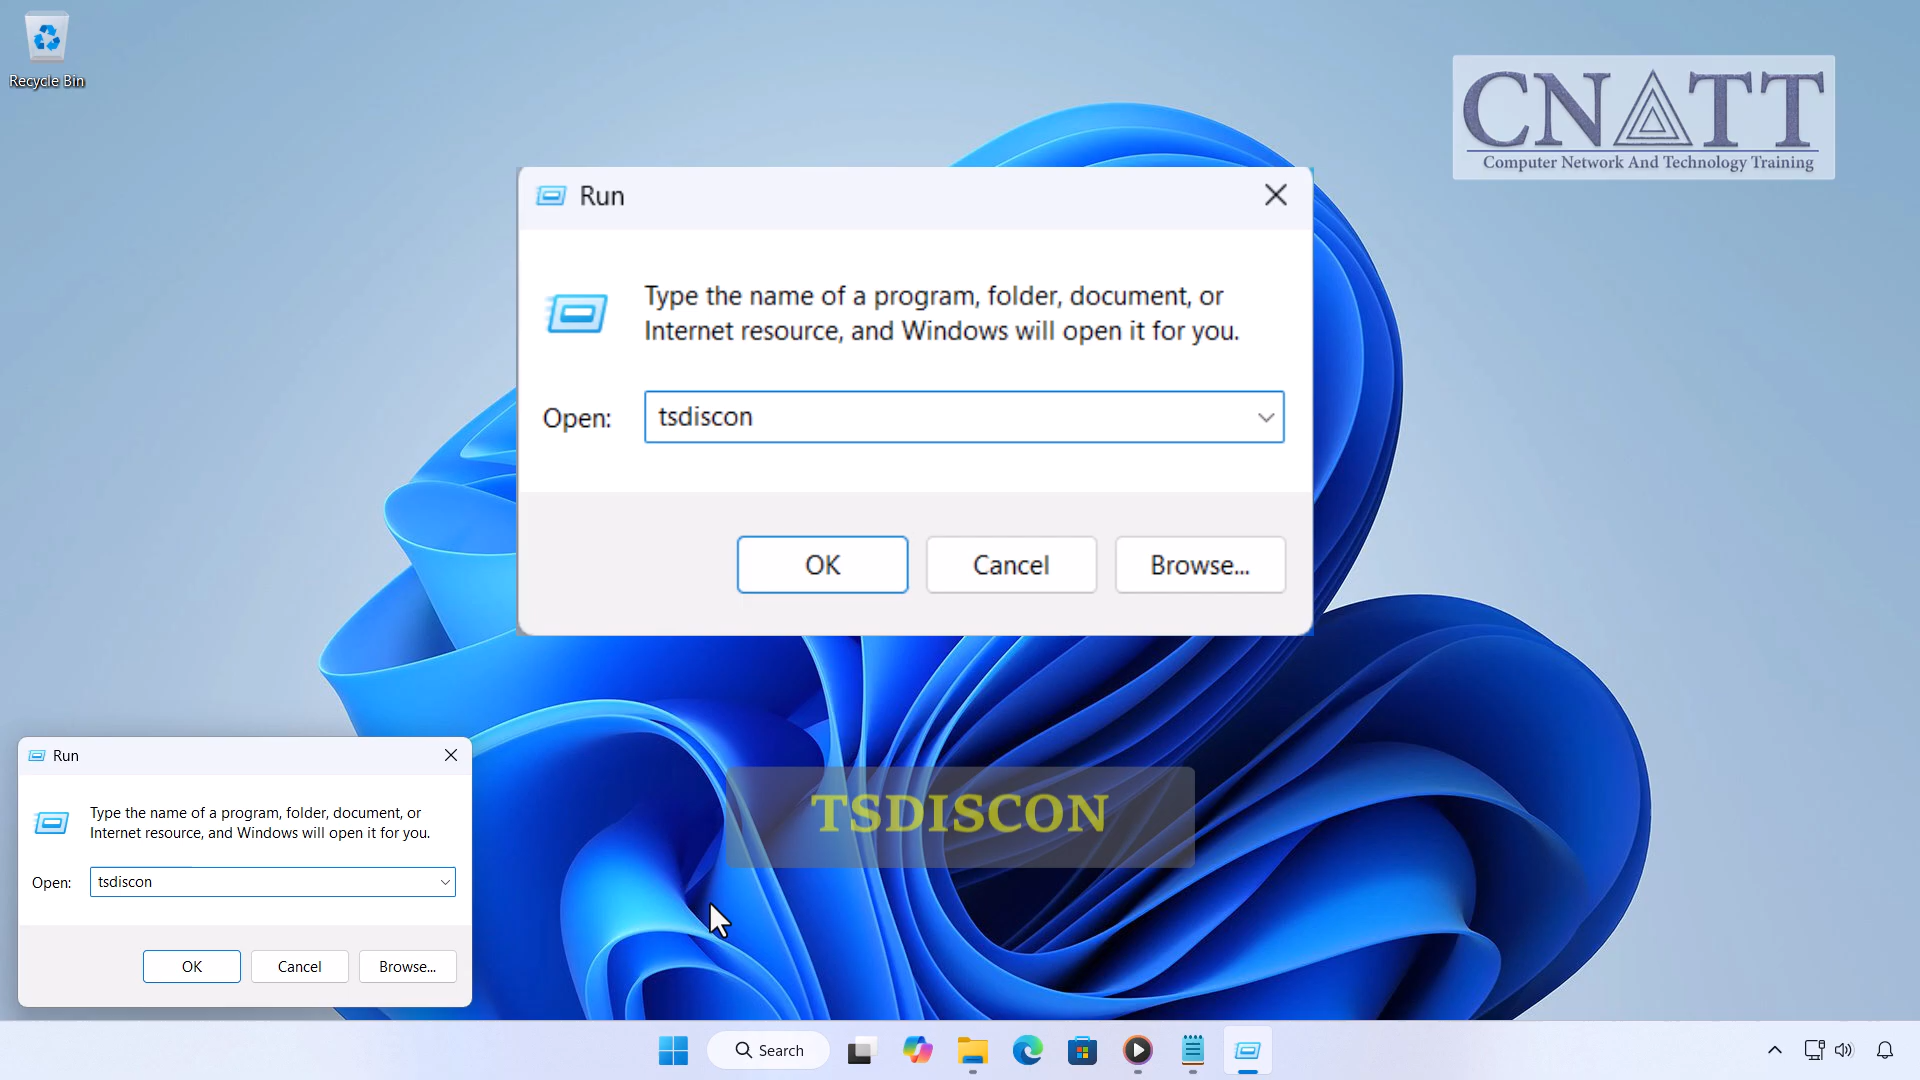 Recycle Bin
CNATT
Computer Network And Technology Training
Run
Type the name of a program, folder, document, or
Internet resource, and Windows will open it for you.
Open:
tsdiscon
OK
Cancel
Browse...
TSDISCON
Run
Type the name of a program, folder, document, or
Internet resource, and Windows will open it for you.
Open:
tsdiscon
OK
Cancel
Browse...
Search